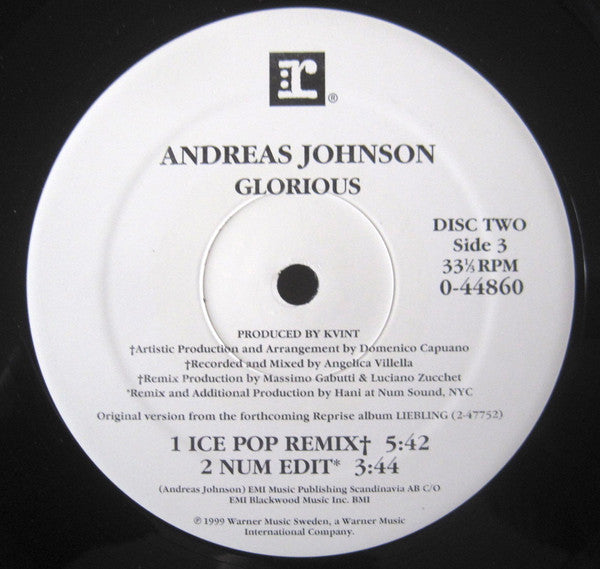 r ®
ANDREAS JOHNSON
GLORIOUS
DISC TWO
Side 3
33⅓ RPM
0-44860
PRODUCED BY KVINT
†Artistic Production and Arrangement by Domenico Capuano
†Recorded and Mixed by Angelica Villella
†Remix Production by Massimo Gabutti & Luciano Zucchet
*Remix and Additional Production by Hani at Num Sound, NYC
Original version from the forthcoming Reprise album LIEBLING (2-47752)
1 ICE POP REMIX† 5:42
2 NUM EDIT* 3:44
(Andreas Johnson) EMI Music Publishing Scandinavia AB C/O
EMI Blackwood Music Inc. BMI
℗ 1999 Warner Music Sweden, a Warner Music
International Company.